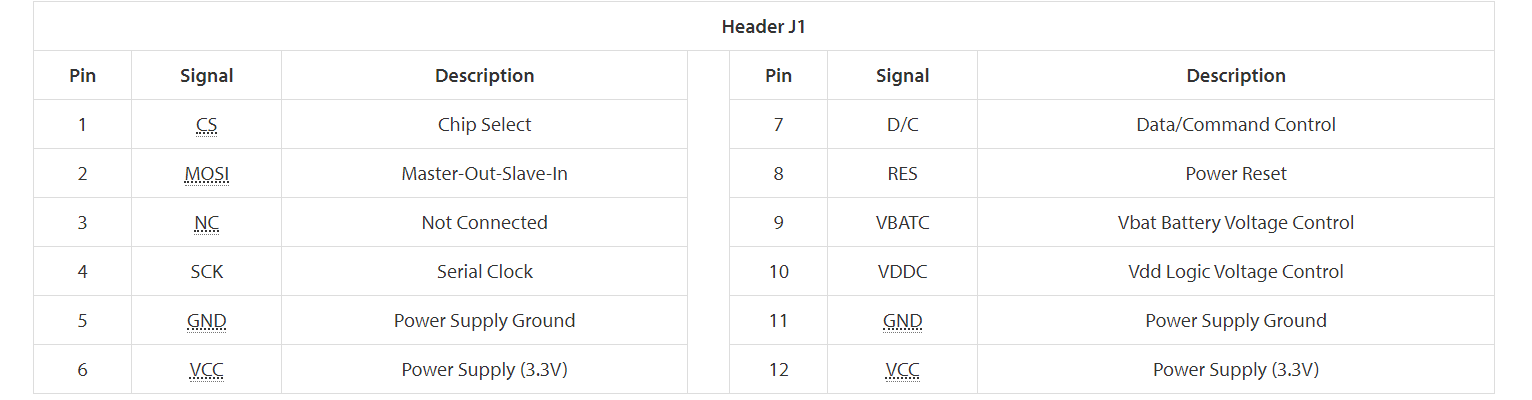 Header J1
Pin Signal Description Pin Signal Description
1 CS Chip Select 7 D/C Data/Command Control
2 MOSI Master-Out-Slave-In 8 RES Power Reset
3 NC Not Connected 9 VBATC Vbat Battery Voltage Control
4 SCK Serial Clock 10 VDDC Vdd Logic Voltage Control
5 GND Power Supply Ground 11 GND Power Supply Ground
6 VCC Power Supply (3.3V) 12 VCC Power Supply (3.3V)